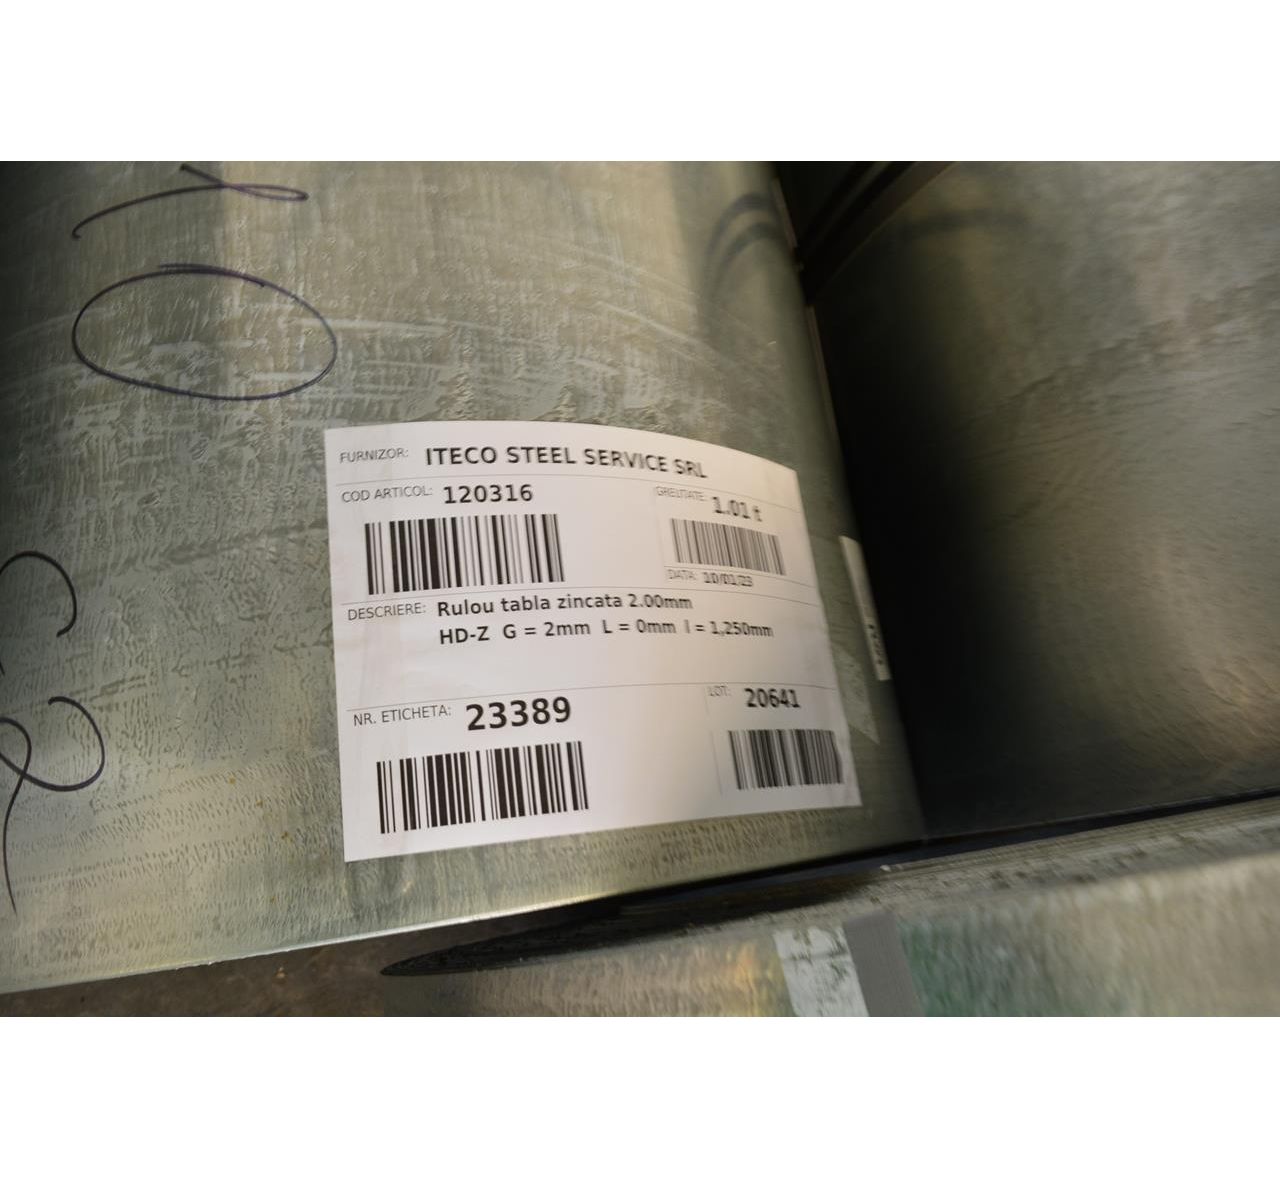 FURNIZOR: ITECO STEEL SERVICE SRL
COD ARTICOL: 120316
GREUTATE: 1.01 t
DATA: 10/01/23
DESCRIERE: Rulou tabla zincata 2.00mm
HD-Z G = 2mm L = 0mm l = 1,250mm
NR. ETICHETA: 23389
LOT: 20641